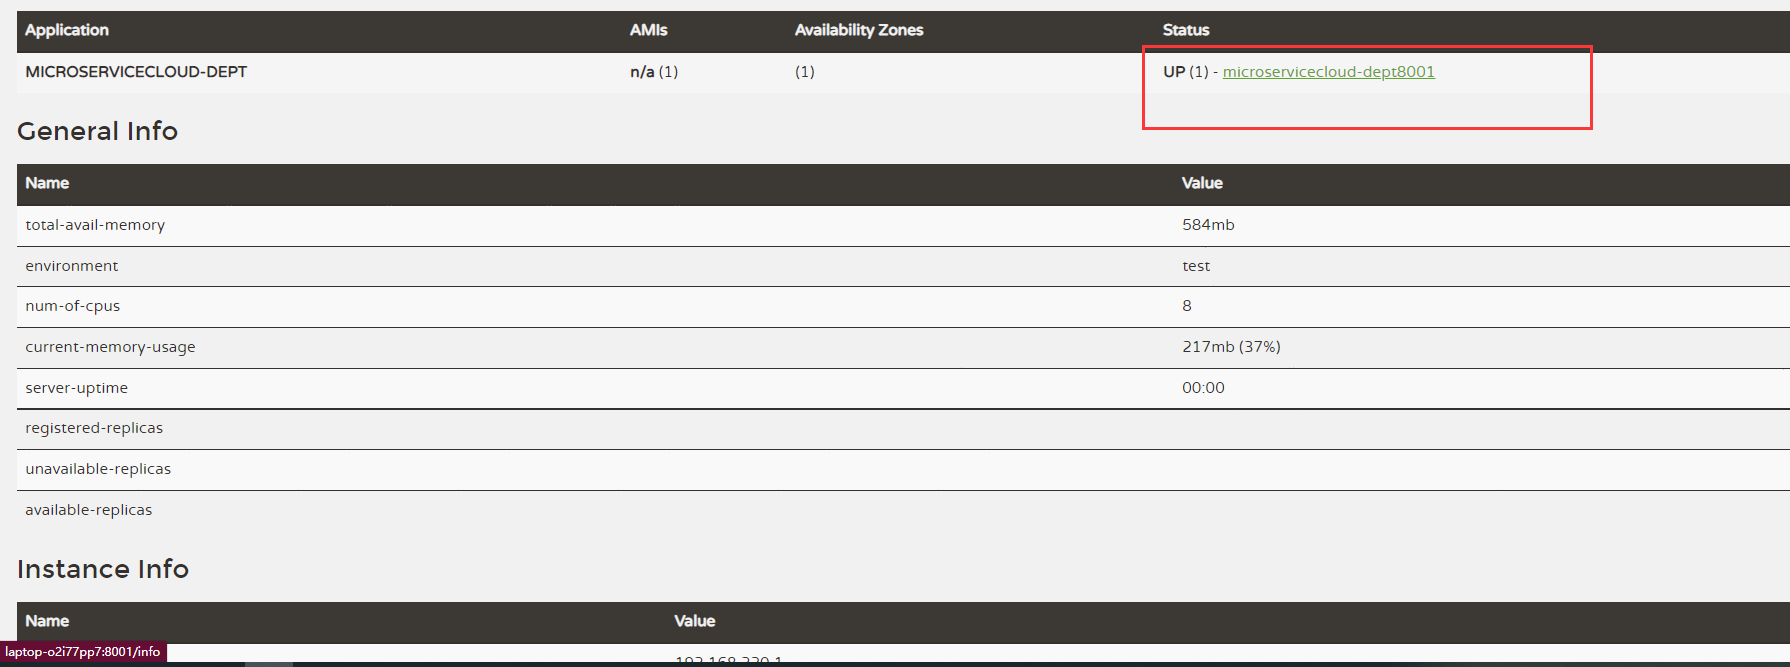 Application AMIs Availability Zones Status
MICROSERVICECLOUD-DEPT n/a (1) (1) UP (1) - microservicecloud-dept8001
General Info
Name Value
total-avail-memory 584mb
environment test
num-of-cpus 8
current-memory-usage 217mb (37%)
server-uptime 00:00
registered-replicas
unavailable-replicas
available-replicas
Instance Info
Name Value
laptop-o2i77pp7:8001/info